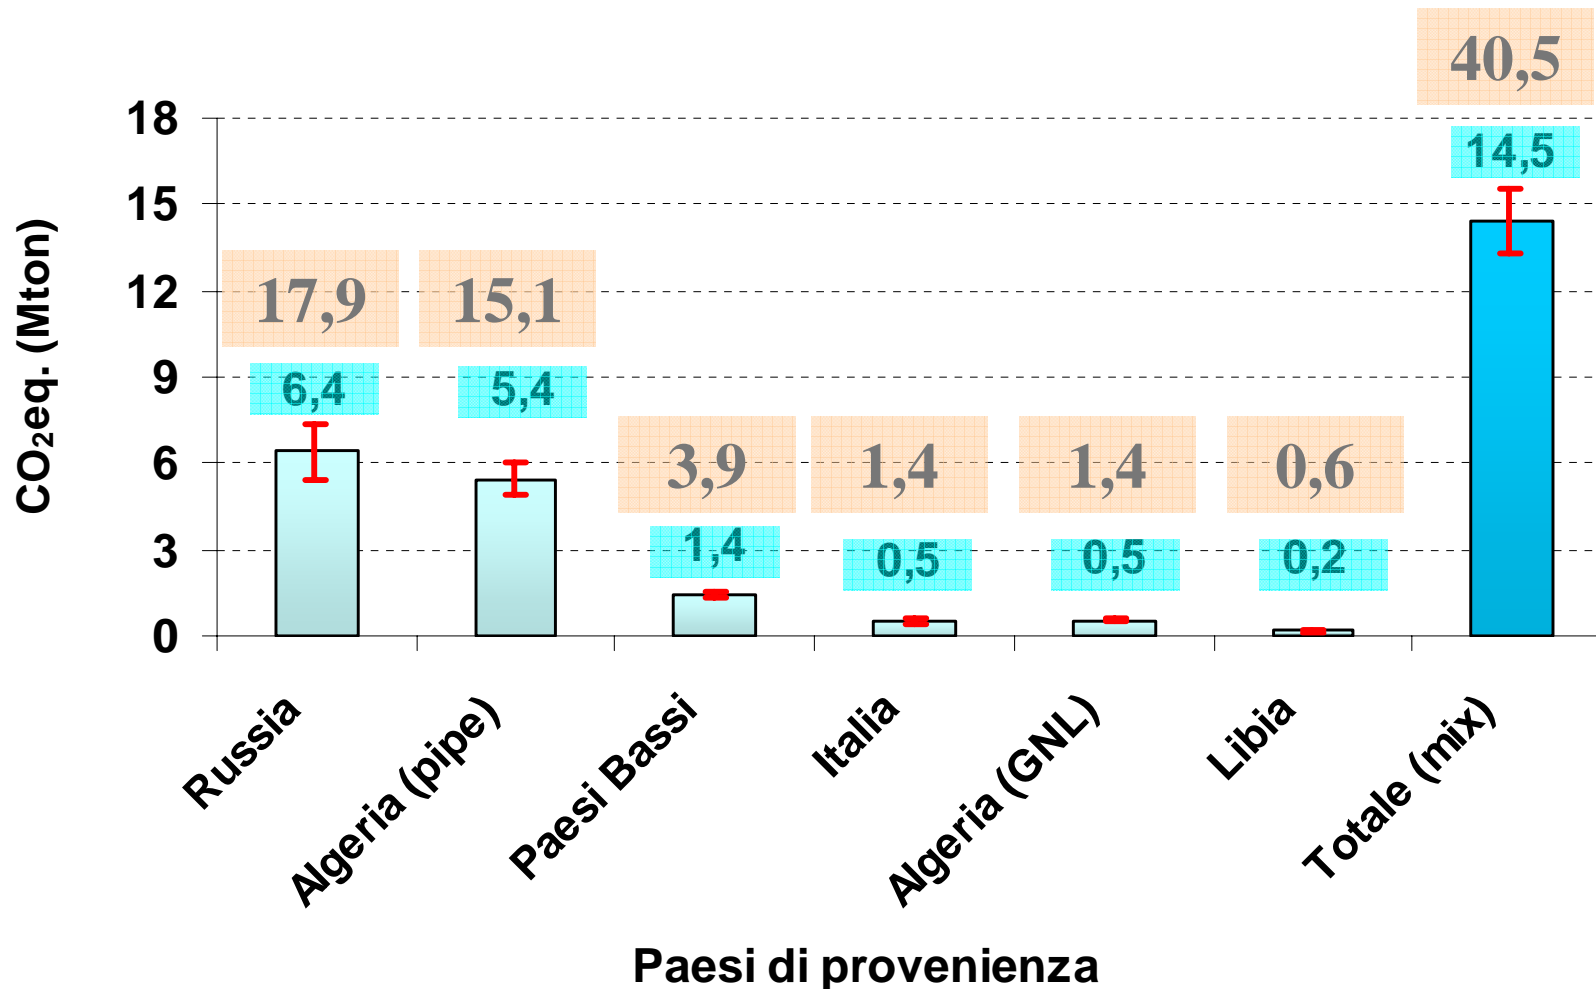 40,5
18
14,5
15
17,9
15,1
12
9
6,4
5,4
6
3,9
1,4
1,4
0,6
3
1,4
0,5
0,5
0,2
0
CO₂eq. (Mton)
Russia
Algeria (pipe)
Paesi Bassi
Italia
Algeria (GNL)
Libia
Totale (mix)
Paesi di provenienza